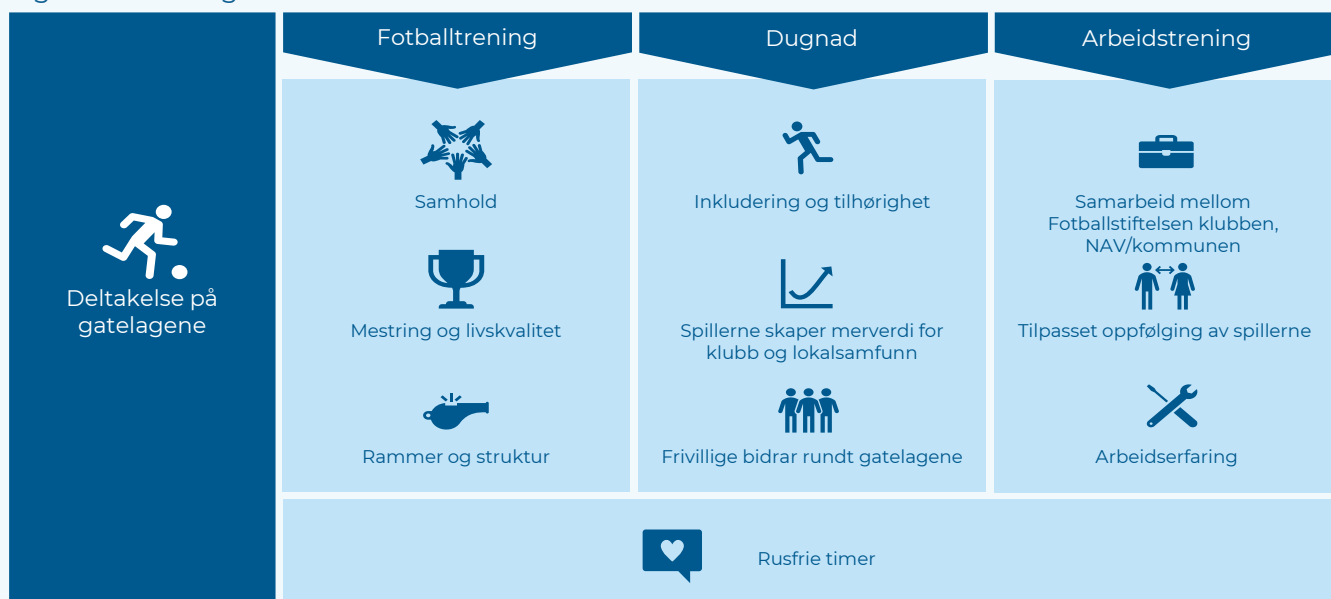 Deltakelse på
gatelagene
Fotballtrening
Samhold
Mestring og livskvalitet
Rammer og struktur
Dugnad
Inkludering og tilhørighet
Spillerne skaper merverdi for
klubb og lokalsamfunn
Frivillige bidrar rundt gatelagene
Arbeidstrening
Samarbeid mellom
Fotballstiftelsen klubben,
NAV/kommunen
Tilpasset oppfølging av spillerne
Arbeidserfaring
Rusfrie timer